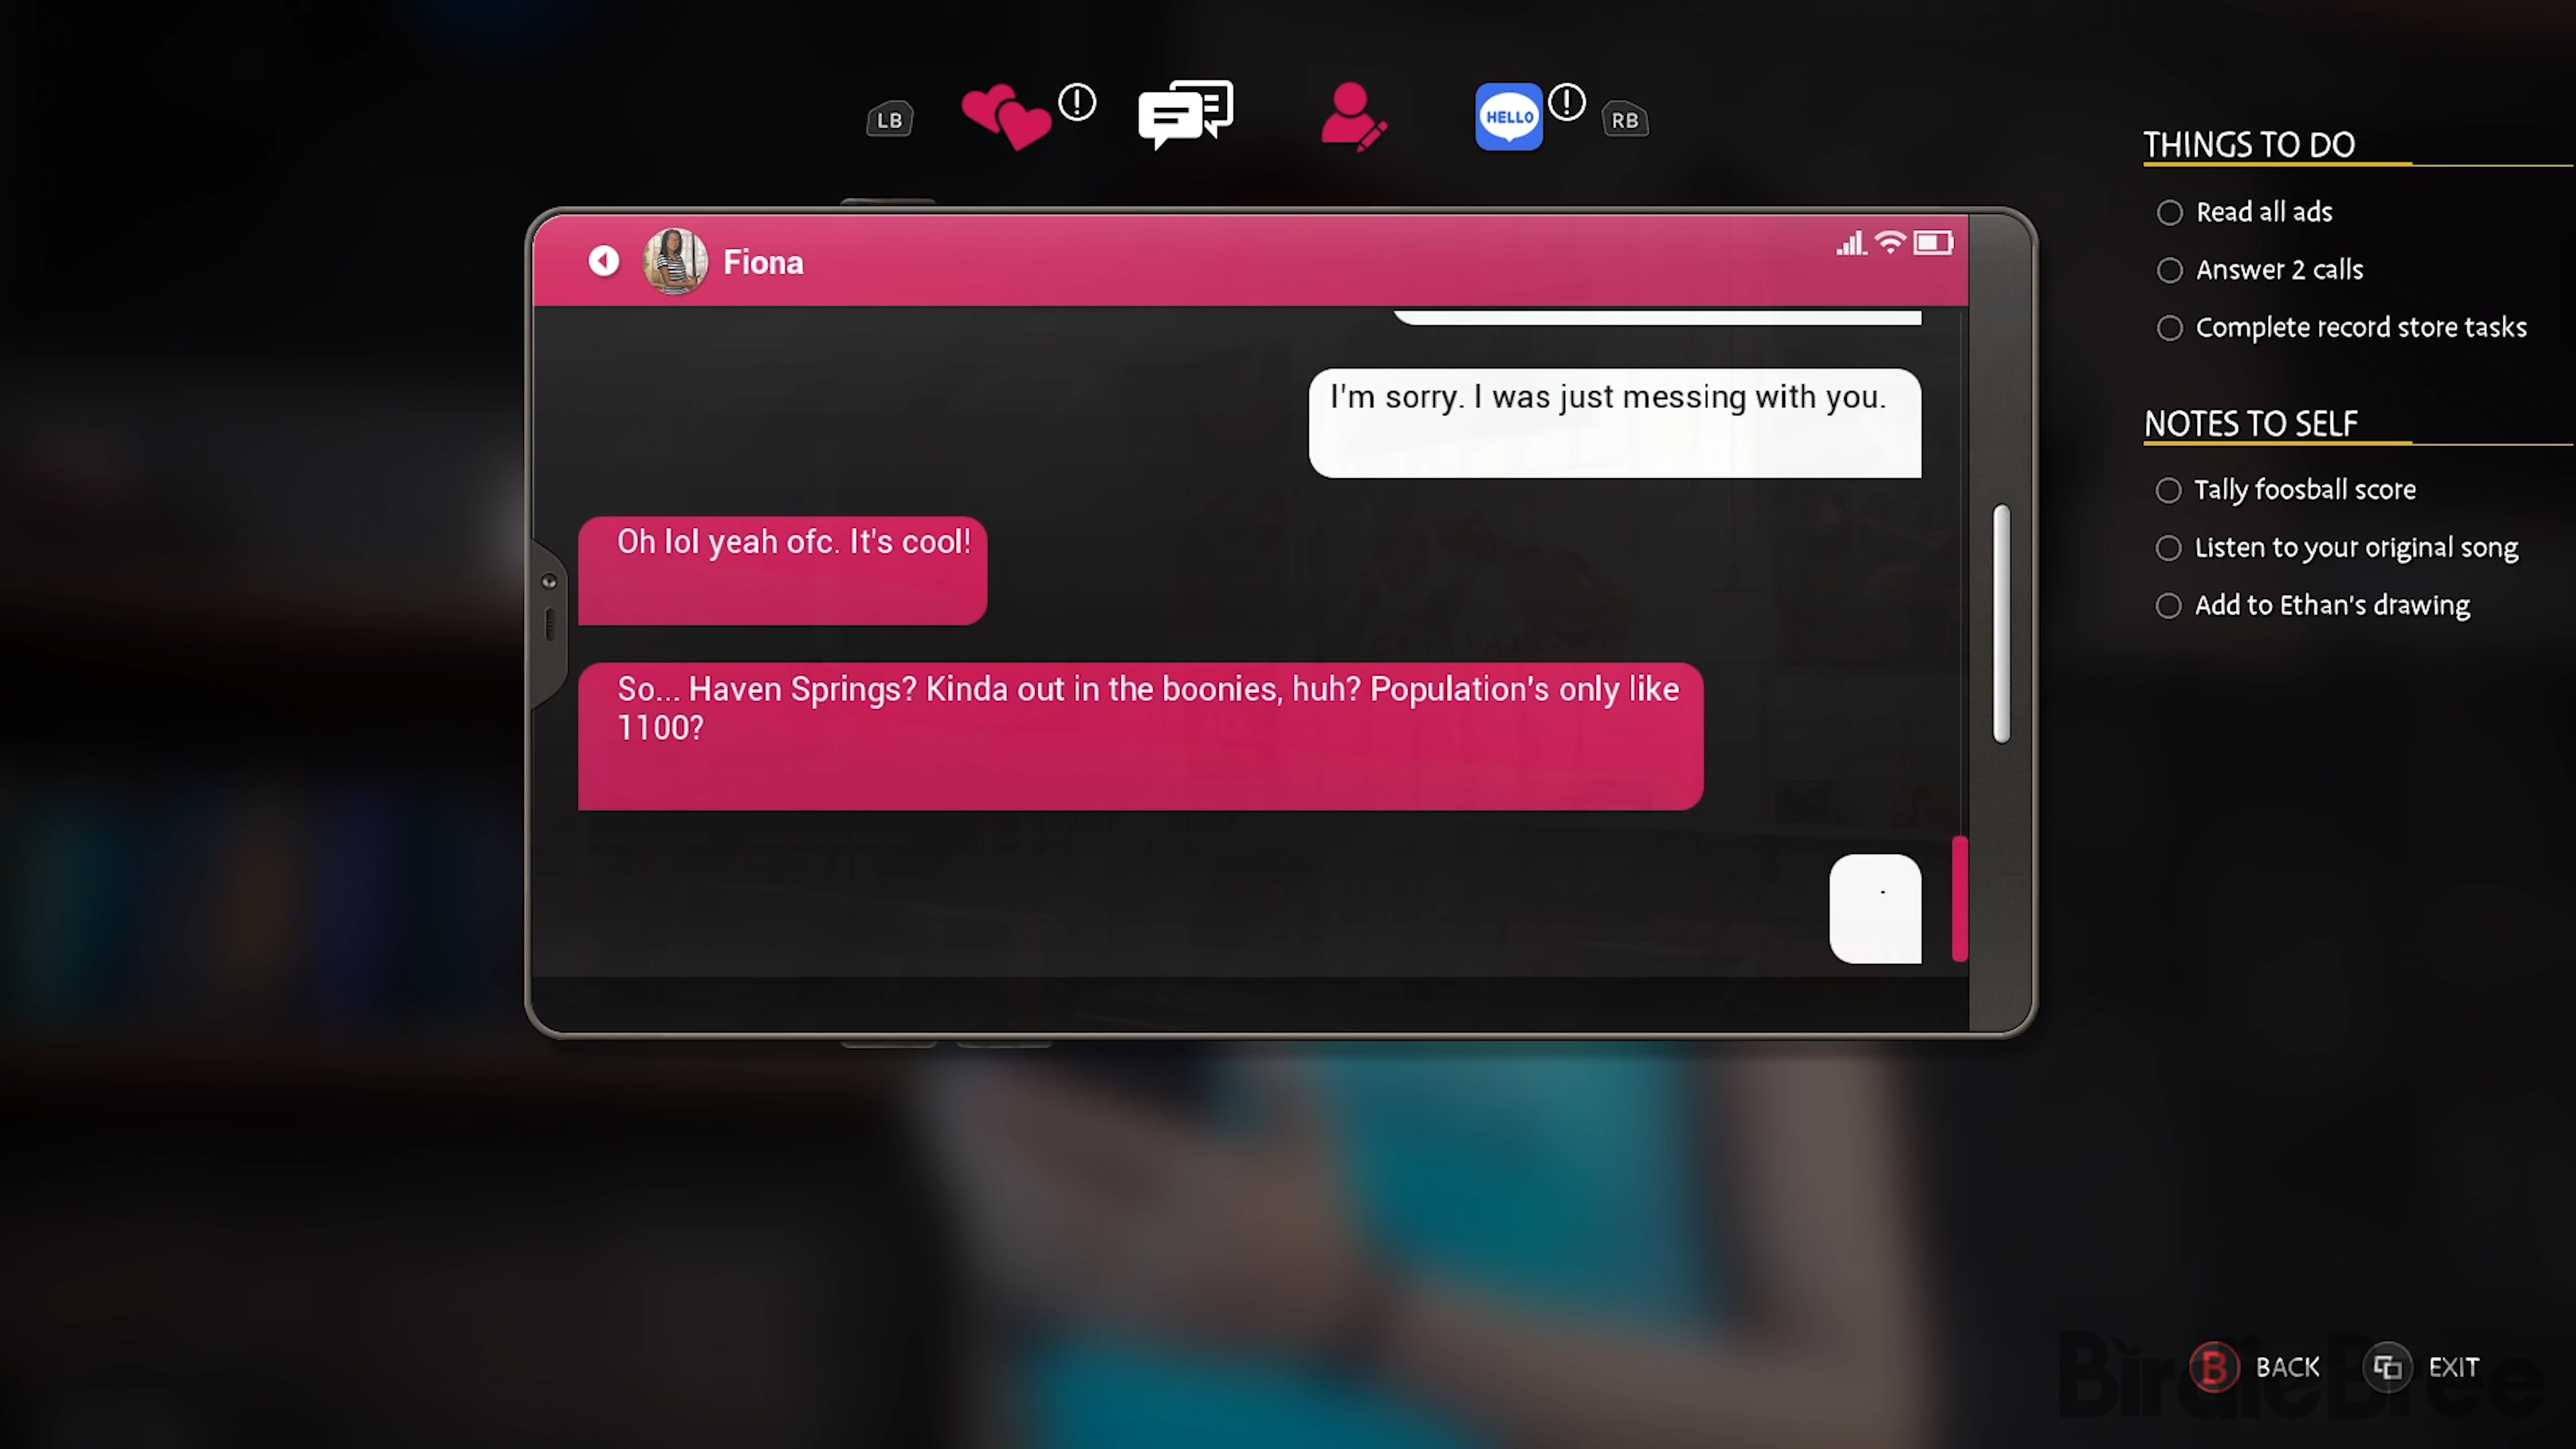 LB
HELLO
RB
Fiona
I'm sorry. I was just messing with you.
Oh lol yeah ofc. It's cool!
So... Haven Springs? Kinda out in the boonies, huh? Population's only like
1100?
-
THINGS TO DO
Read all ads
Answer 2 calls
Complete record store tasks
NOTES TO SELF
Tally foosball score
Listen to your original song
Add to Ethan's drawing
B BACK
EXIT
BirdieBree